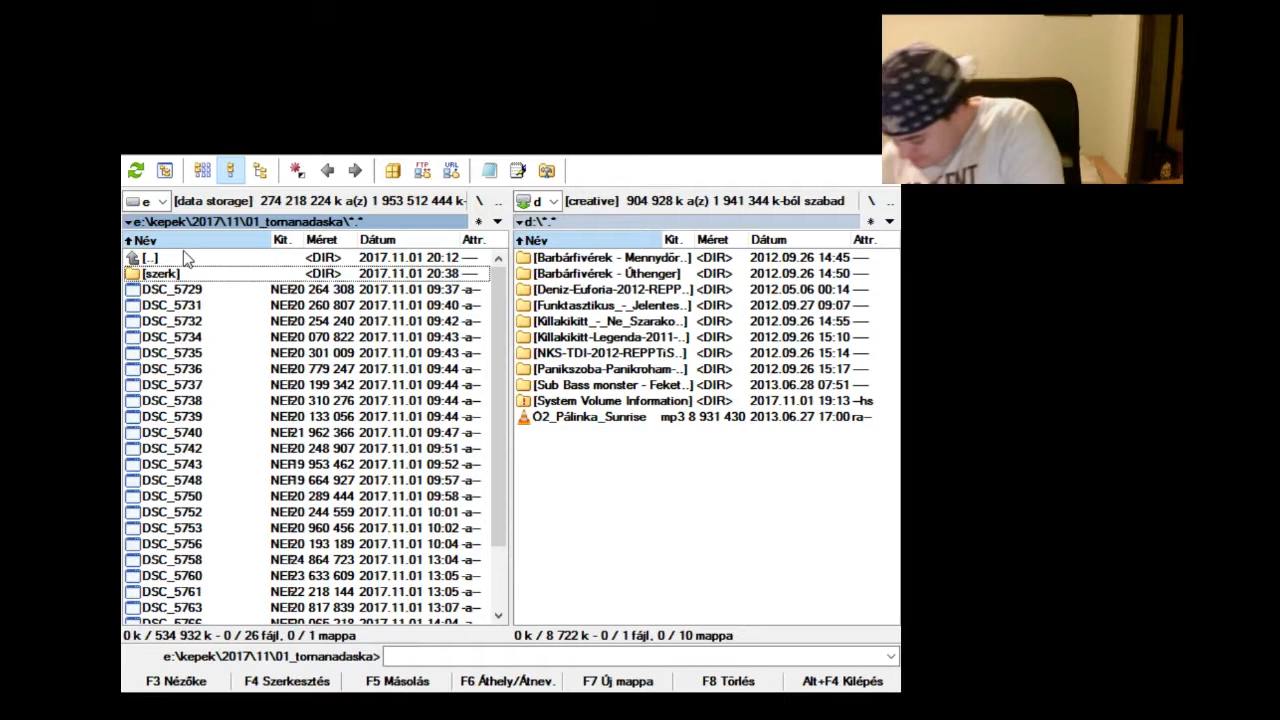 FTP URL
e [data storage] 274 218 224 k a(z) 1 953 512 444 k- \ ..
d [creative] 904 928 k a(z) 1 941 344 k-ból szabad \ ..
e:\kepek\2017\11\01_tornanadaska\*.* * d:\*.* *
Név Kit. Méret Dátum Attr.
[..] <DIR> 2017.11.01 20:12 ----
[szerk] <DIR> 2017.11.01 20:38 ----
DSC_5729 NEF 20 264 308 2017.11.01 09:37 -a--
DSC_5731 NEF 20 260 807 2017.11.01 09:40 -a--
DSC_5732 NEF 20 254 240 2017.11.01 09:42 -a--
DSC_5734 NEF 20 070 822 2017.11.01 09:43 -a--
DSC_5735 NEF 20 301 009 2017.11.01 09:43 -a--
DSC_5736 NEF 20 779 247 2017.11.01 09:44 -a--
DSC_5737 NEF 20 199 342 2017.11.01 09:44 -a--
DSC_5738 NEF 20 310 276 2017.11.01 09:44 -a--
DSC_5739 NEF 20 133 056 2017.11.01 09:44 -a--
DSC_5740 NEF 21 962 366 2017.11.01 09:47 -a--
DSC_5742 NEF 20 248 907 2017.11.01 09:51 -a--
DSC_5743 NEF 19 953 462 2017.11.01 09:52 -a--
DSC_5748 NEF 19 664 927 2017.11.01 09:57 -a--
DSC_5750 NEF 20 289 444 2017.11.01 09:58 -a--
DSC_5752 NEF 20 244 559 2017.11.01 10:01 -a--
DSC_5753 NEF 20 960 456 2017.11.01 10:02 -a--
DSC_5756 NEF 20 193 189 2017.11.01 10:04 -a--
DSC_5758 NEF 24 864 723 2017.11.01 13:04 -a--
DSC_5760 NEF 23 633 609 2017.11.01 13:05 -a--
DSC_5761 NEF 22 218 144 2017.11.01 13:05 -a--
DSC_5763 NEF 20 817 839 2017.11.01 13:07 -a--
0 k / 534 932 k - 0 / 26 fájl, 0 / 1 mappa
Név Kit. Méret Dátum Attr.
[Barbárfivérek - Mennydör..] <DIR> 2012.09.26 14:45 ----
[Barbárfivérek - Úthenger] <DIR> 2012.09.26 14:50 ----
[Deniz-Euforia-2012-REPP..] <DIR> 2012.05.06 00:14 ----
[Funktasztikus_-_Jelentes..] <DIR> 2012.09.27 09:07 ----
[Killakikitt_-_Ne_Szarako..] <DIR> 2012.09.26 14:55 ----
[Killakikitt-Legenda-2011-..] <DIR> 2012.09.26 15:10 ----
[NKS-TDI-2012-REPPTiS..] <DIR> 2012.09.26 15:14 ----
[Panikszoba-Panikroham-..] <DIR> 2012.09.26 15:17 ----
[Sub Bass monster - Feket..] <DIR> 2013.06.28 07:51 ----
[System Volume Information] <DIR> 2017.11.01 19:13 --hs
02_Pálinka_Sunrise mp3 8 931 430 2013.06.27 17:00 ra--
0 k / 8 722 k - 0 / 1 fájl, 0 / 10 mappa
e:\kepek\2017\11\01_tornanadaska>
F3 Nézőke F4 Szerkesztés F5 Másolás F6 Áthely/Átnev. F7 Új mappa F8 Törlés Alt+F4 Kilépés